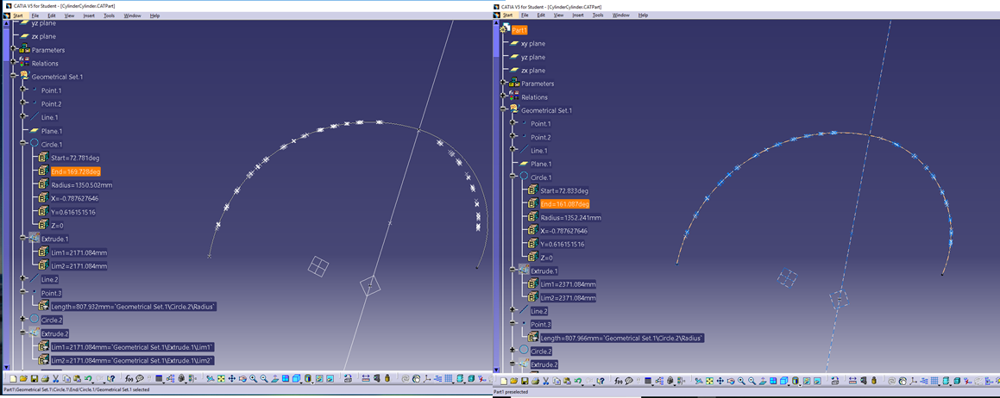 CATIA V5 for Student - [CylinderCylinder.CATPart]
Start File Edit View Insert Tools Window Help
yz plane
zx plane
Parameters
Relations
Geometrical Set.1
Point.1
Point.2
Line.1
Plane.1
Circle.1
Start=72.781deg
End=169.728deg
Radius=1350.502mm
X=-0.787627646
Y=0.616151516
Z=0
Extrude.1
Lim1=2171.084mm
Lim2=2171.084mm
Line.2
Point.3
Length=807.932mm=`Geometrical Set.1\Circle.2\Radius`
Circle.2
Extrude.2
Lim1=2171.084mm=`Geometrical Set.1\Extrude.1\Lim1`
Lim2=2171.084mm=`Geometrical Set.1\Extrude.1\Lim2`
Part1\Geometrical Set.1\Circle.1\End/Circle.1/Geometrical Set.1 selected
CATIA V5 for Student - [CylinderCylinder.CATPart]
Start File Edit View Insert Tools Window Help
Part1
xy plane
yz plane
zx plane
Parameters
Relations
Geometrical Set.1
Point.1
Point.2
Line.1
Plane.1
Circle.1
Start=72.833deg
End=161.087deg
Radius=1352.241mm
X=-0.787627646
Y=0.616151516
Z=0
Extrude.1
Lim1=2371.084mm
Lim2=2371.084mm
Line.2
Point.3
Length=807.966mm=`Geometrical Set.1\Circle.2\Radius`
Circle.2
Extrude.2
Part1 preselected